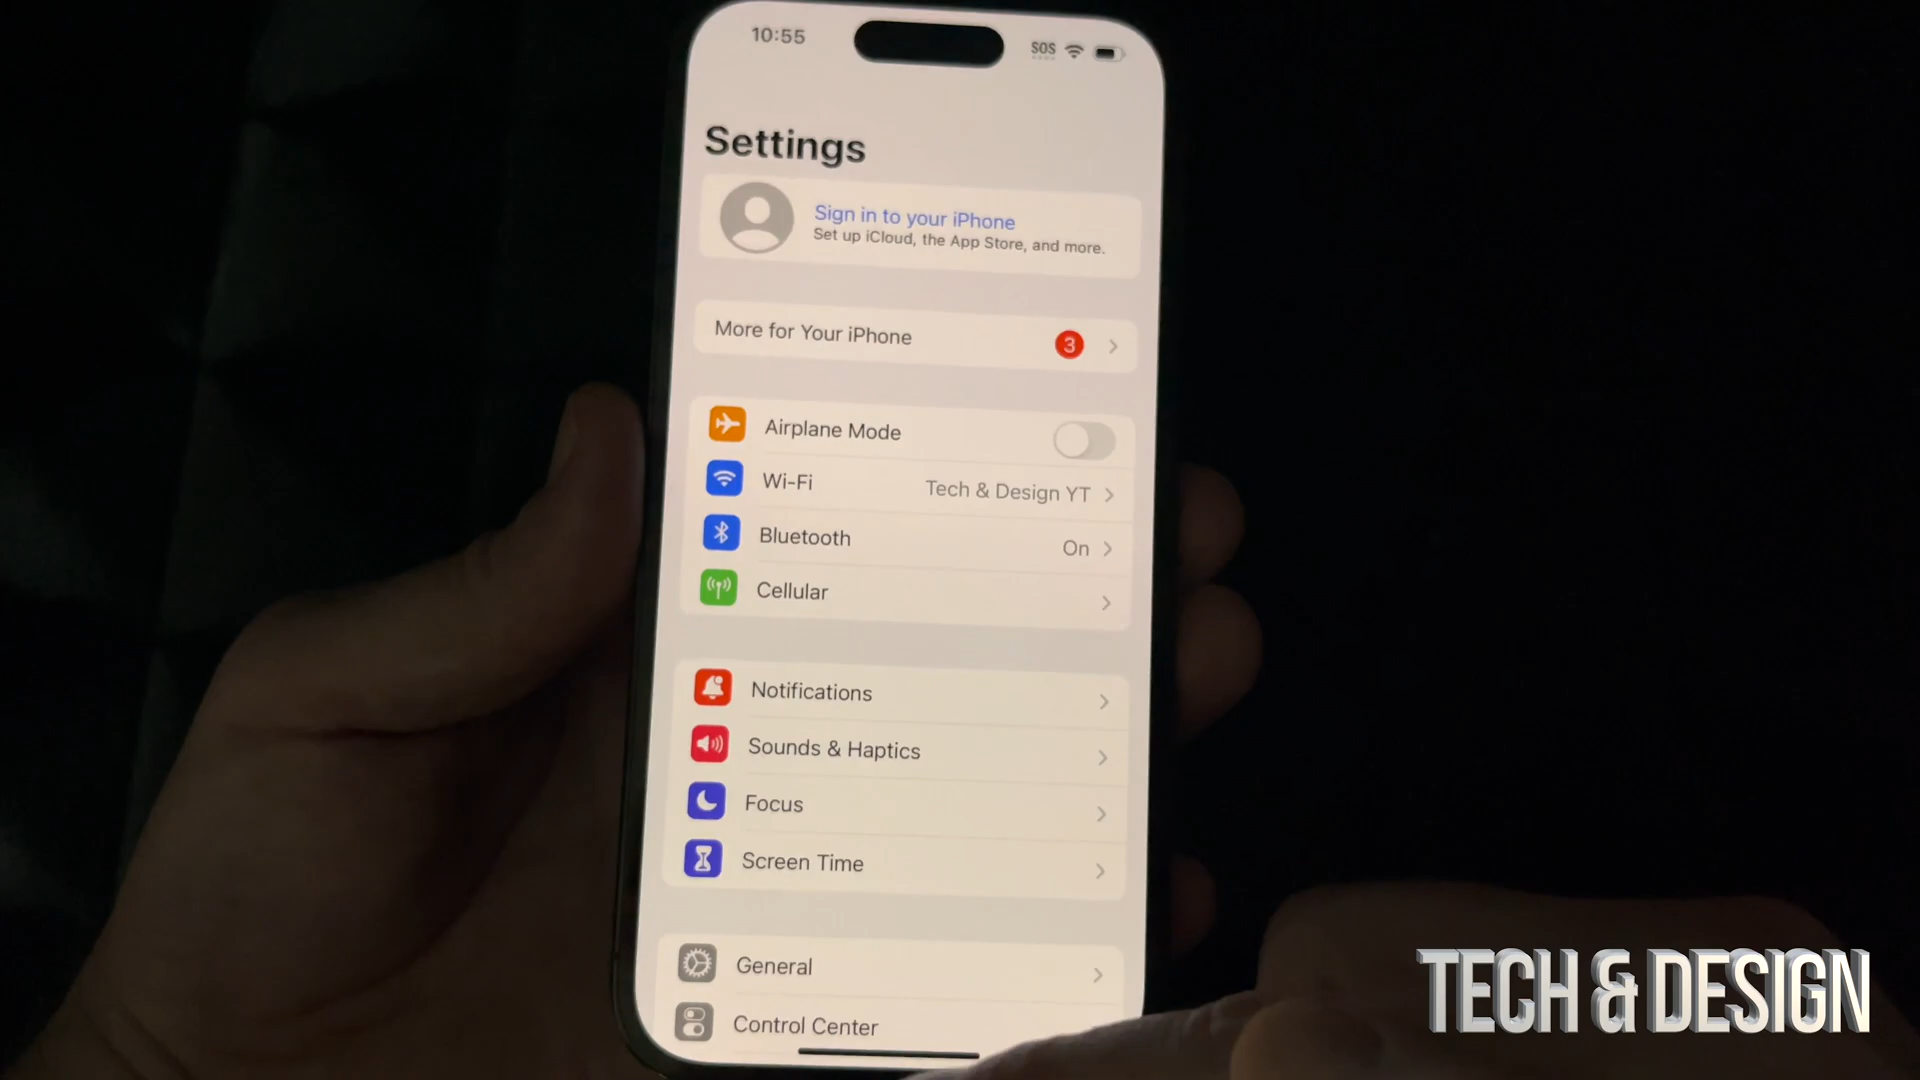 10:55
SOS
Settings
Sign in to your iPhone
Set up iCloud, the App Store, and more.
More for Your iPhone
3
Airplane Mode
Wi-Fi
Tech & Design YT
Bluetooth
On
Cellular
Notifications
Sounds & Haptics
Focus
Screen Time
General
Control Center
TECH & DESIGN